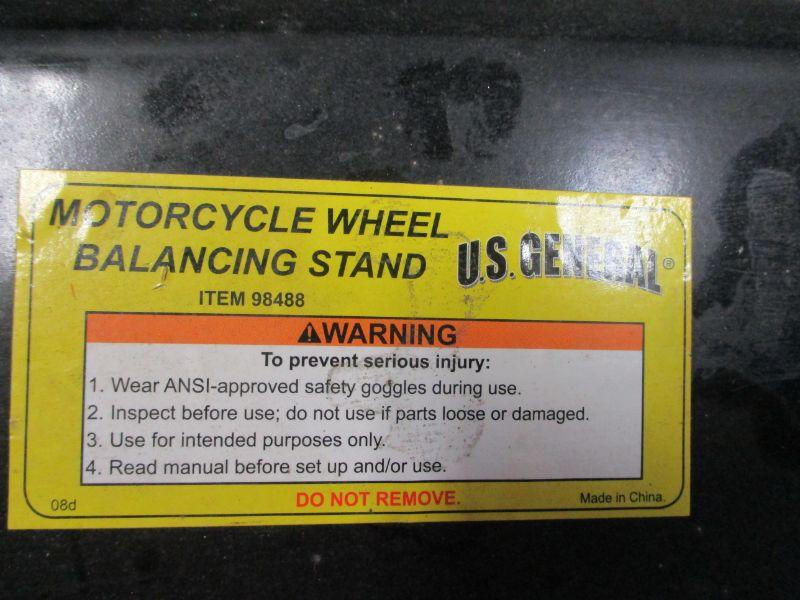 MOTORCYCLE WHEEL
BALANCING STAND
U.S. GENERAL®
ITEM 98488
⚠WARNING
To prevent serious injury:
1. Wear ANSI-approved safety goggles during use.
2. Inspect before use; do not use if parts loose or damaged.
3. Use for intended purposes only.
4. Read manual before set up and/or use.
08d
DO NOT REMOVE.
Made in China.